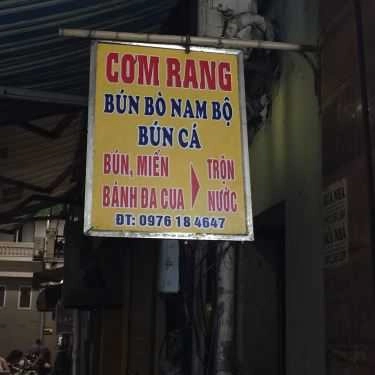 CƠM RANG
BÚN BÒ NAM BỘ
BÚN CÁ
BÚN, MIẾN TRỘN
BÁNH ĐA CUA NƯỚC
ĐT: 0976 18 4647